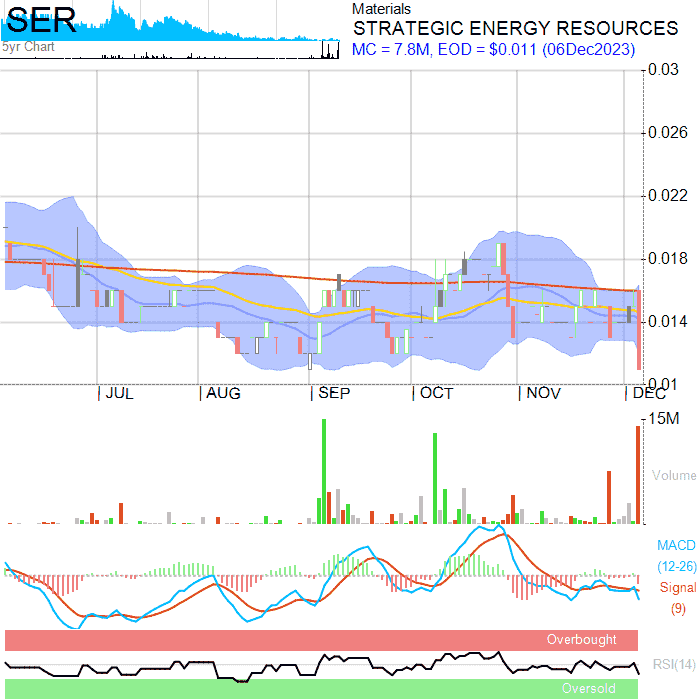 SER
5yr Chart
Materials
STRATEGIC ENERGY RESOURCES
MC = 7.8M, EOD = $0.011 (06Dec2023)
0.03
0.026
0.022
0.018
0.014
0.01
JUL AUG SEP OCT NOV DEC
15M
Volume
MACD
(12-26)
Signal
(9)
Overbought
RSI(14)
Oversold